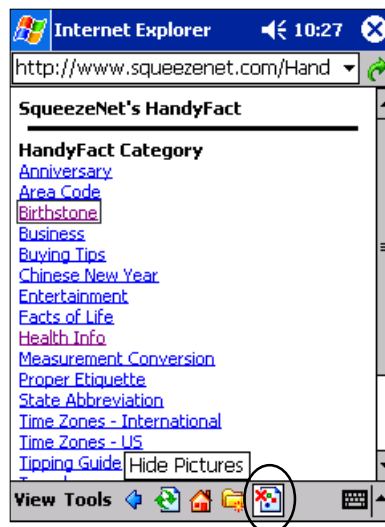 Internet Explorer 10:27
http://www.squeezenet.com/Hand
SqueezeNet's HandyFact
HandyFact Category
Anniversary
Area Code
Birthstone
Business
Buying Tips
Chinese New Year
Entertainment
Facts of Life
Health Info
Measurement Conversion
Proper Etiquette
State Abbreviation
Time Zones - International
Time Zones - US
Tipping Guide Hide Pictures
View Tools